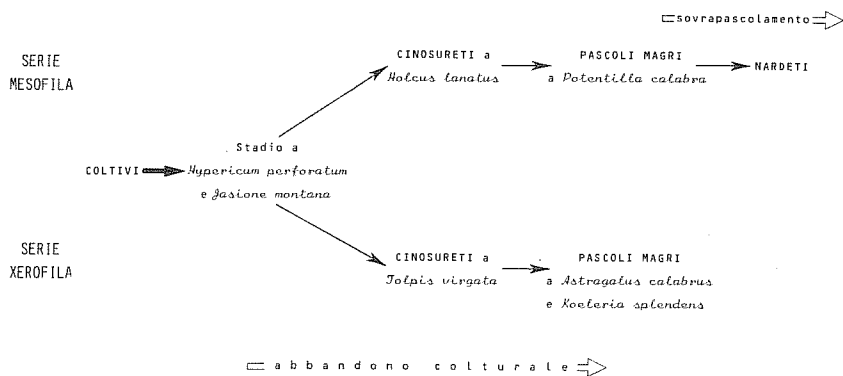 sovrapascolamento
SERIE
MESOFILA
CINOSURETI a
Holcus lanatus
PASCOLI MAGRI
a Potentilla calabra
NARDETI
Stadio a
COLTIVI
Hypericum perforatum
e Jasione montana
SERIE
XEROFILA
CINOSURETI a
Tolpis virgata
PASCOLI MAGRI
a Astragalus calabrus
e Koeleria splendens
abbandono colturale